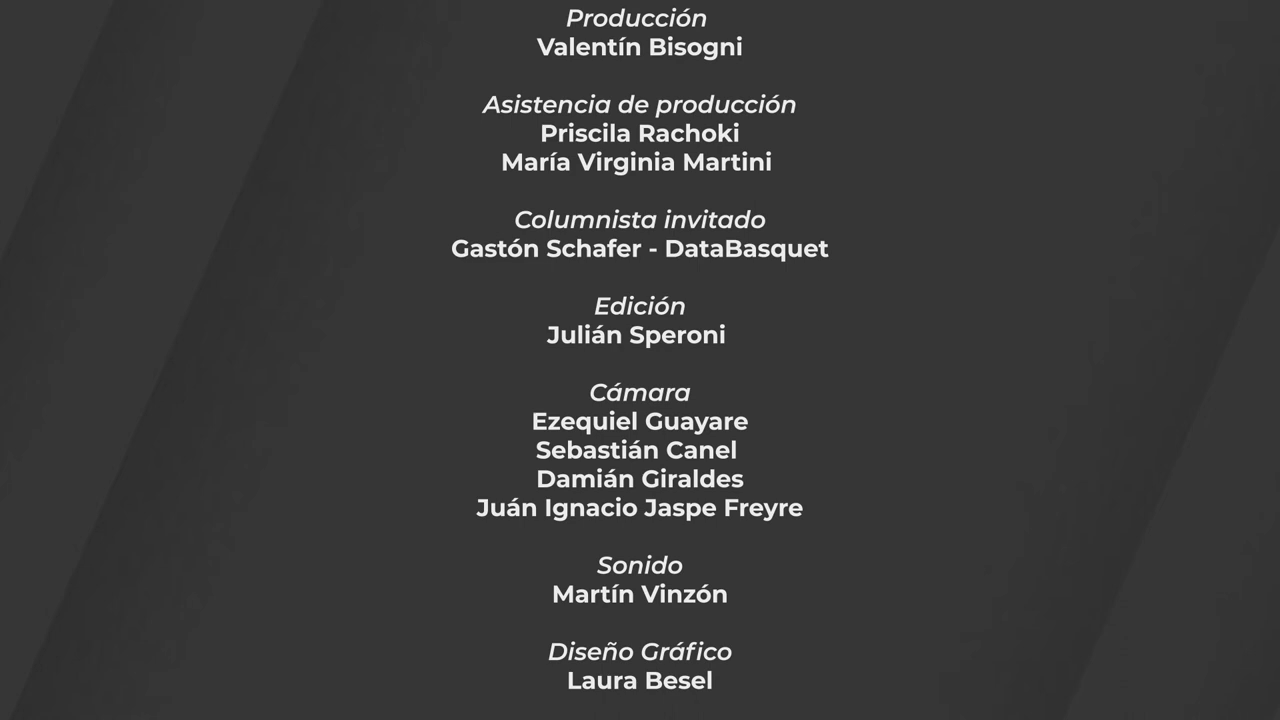 Producción
Valentín Bisogni
Asistencia de producción
Priscila Rachoki
María Virginia Martini
Columnista invitado
Gastón Schafer - DataBasquet
Edición
Julián Speroni
Cámara
Ezequiel Guayare
Sebastián Canel
Damián Giraldes
Juán Ignacio Jaspe Freyre
Sonido
Martín Vinzón
Diseño Gráfico
Laura Besel